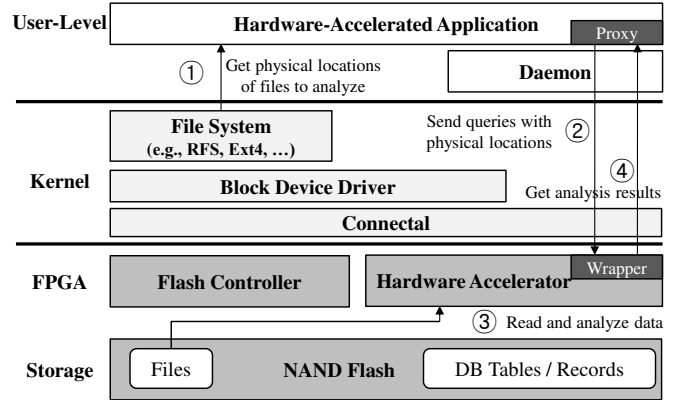 User-Level
Hardware-Accelerated Application
Proxy
①
Get physical locations
of files to analyze
Daemon
File System
(e.g., RFS, Ext4, …)
Send queries with
physical locations
②
④
Kernel
Block Device Driver
Get analysis results
Connectal
FPGA
Flash Controller
Hardware Accelerator
Wrapper
③ Read and analyze data
Storage
Files
NAND Flash
DB Tables / Records